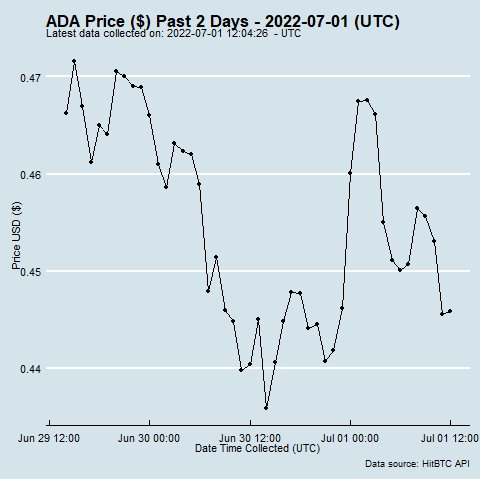 ADA Price ($) Past 2 Days - 2022-07-01 (UTC)
Latest data collected on: 2022-07-01 12:04:26 - UTC
0.47
0.46
0.45
0.44
Price USD ($)
Jun 29 12:00 Jun 30 00:00 Jun 30 12:00 Jul 01 00:00 Jul 01 12:00
Date Time Collected (UTC)
Data source: HitBTC API